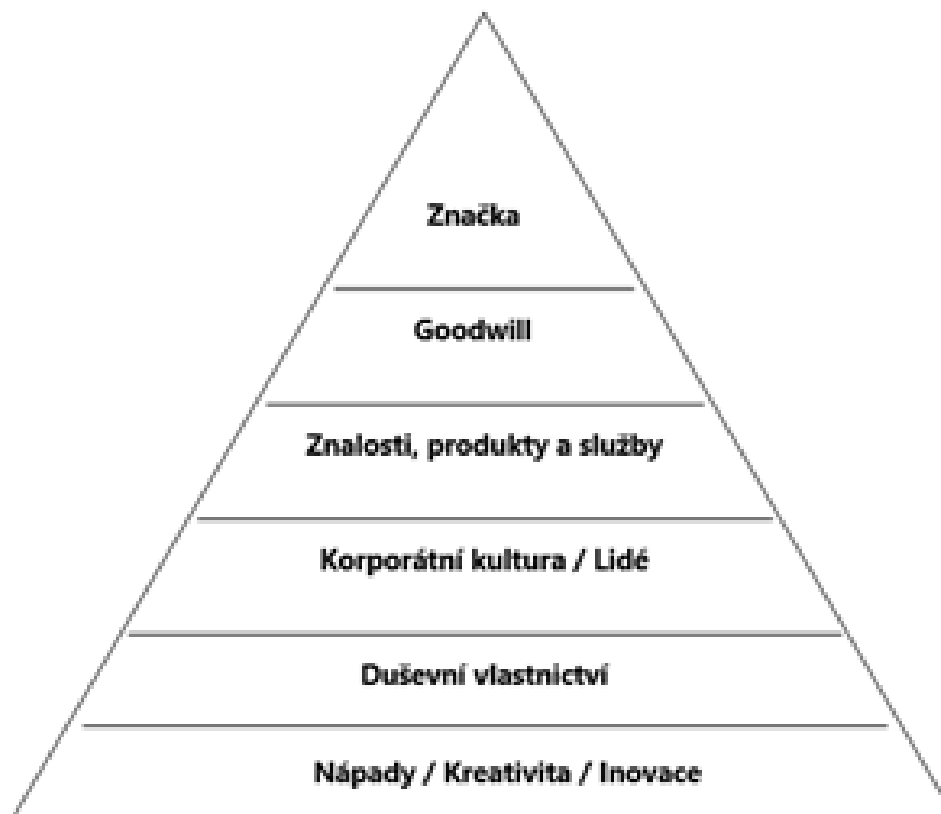 Značka
Goodwill
Znalosti, produkty a služby
Korporátní kultura / Lidé
Duševní vlastnictví
Nápady / Kreativita / Inovace